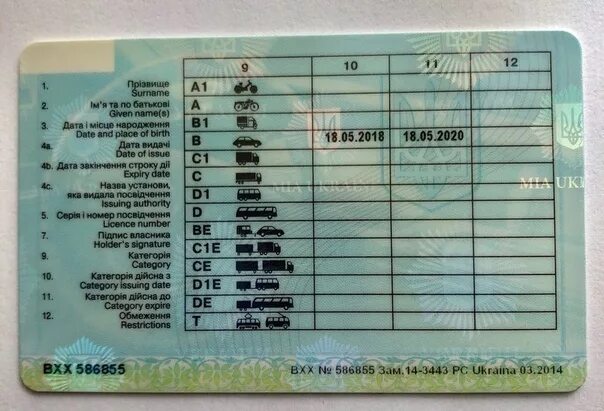 9 10 11 12
1. Прізвище
Surname
2. Ім'я та по батькові
Given name(s)
3. Дата і місце народження
Date and place of birth
4a. Дата видачі
Date of issue
4b. Дата закінчення строку дії
Expiry date
4c. Назва установи,
яка видала посвідчення
Issuing authority
5. Серія і номер посвідчення
Licence number
7. Підпис власника
Holder's signature
9. Категорія
Category
10. Категорія дійсна з
Category issuing date
11. Категорія дійсна до
Category expire
12. Обмеження
Restrictions
A1
A
B1
B 18.05.2018 18.05.2020
C1
C
D1
D
BE
C1E
CE
D1E
DE
T
MIA UKR
MIA UKR
BXX 586855
BXX № 586855 Зам.14-3443 PC Ukraina 03.2014